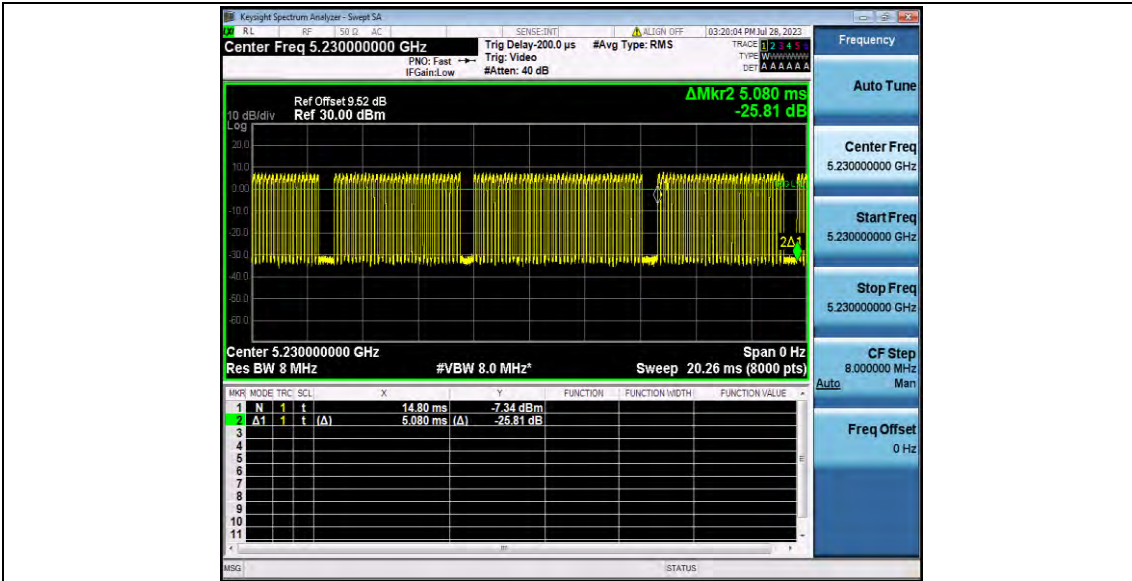 Keysight Spectrum Analyzer - Swept SA
RL RF 50 Ω AC SENSE:INT ALIGN OFF 03:20:04 PM Jul 28, 2023
Center Freq 5.230000000 GHz
PNO: Fast
IFGain:Low
Trig Delay-200.0 µs
Trig: Video
#Atten: 40 dB
#Avg Type: RMS
TRACE 1 2 3 4 5 6
TYPE W
DET A A A A A A
ΔMkr2 5.080 ms
-25.81 dB
Ref Offset 9.52 dB
10 dB/div Ref 30.00 dBm
Log
20.0
10.0
0.00
-10.0
-20.0
-30.0
-40.0
-50.0
-60.0
2Δ1
Center 5.230000000 GHz Span 0 Hz
Res BW 8 MHz #VBW 8.0 MHz* Sweep 20.26 ms (8000 pts)
MKR MODE TRC SCL X Y FUNCTION FUNCTION WIDTH FUNCTION VALUE
1 N 1 t 14.80 ms -7.34 dBm
2 Δ1 1 t (Δ) 5.080 ms (Δ) -25.81 dB
3
4
5
6
7
8
9
10
11
MSG STATUS
Frequency
Auto Tune
Center Freq
5.230000000 GHz
Start Freq
5.230000000 GHz
Stop Freq
5.230000000 GHz
CF Step
8.000000 MHz
Auto Man
Freq Offset
0 Hz